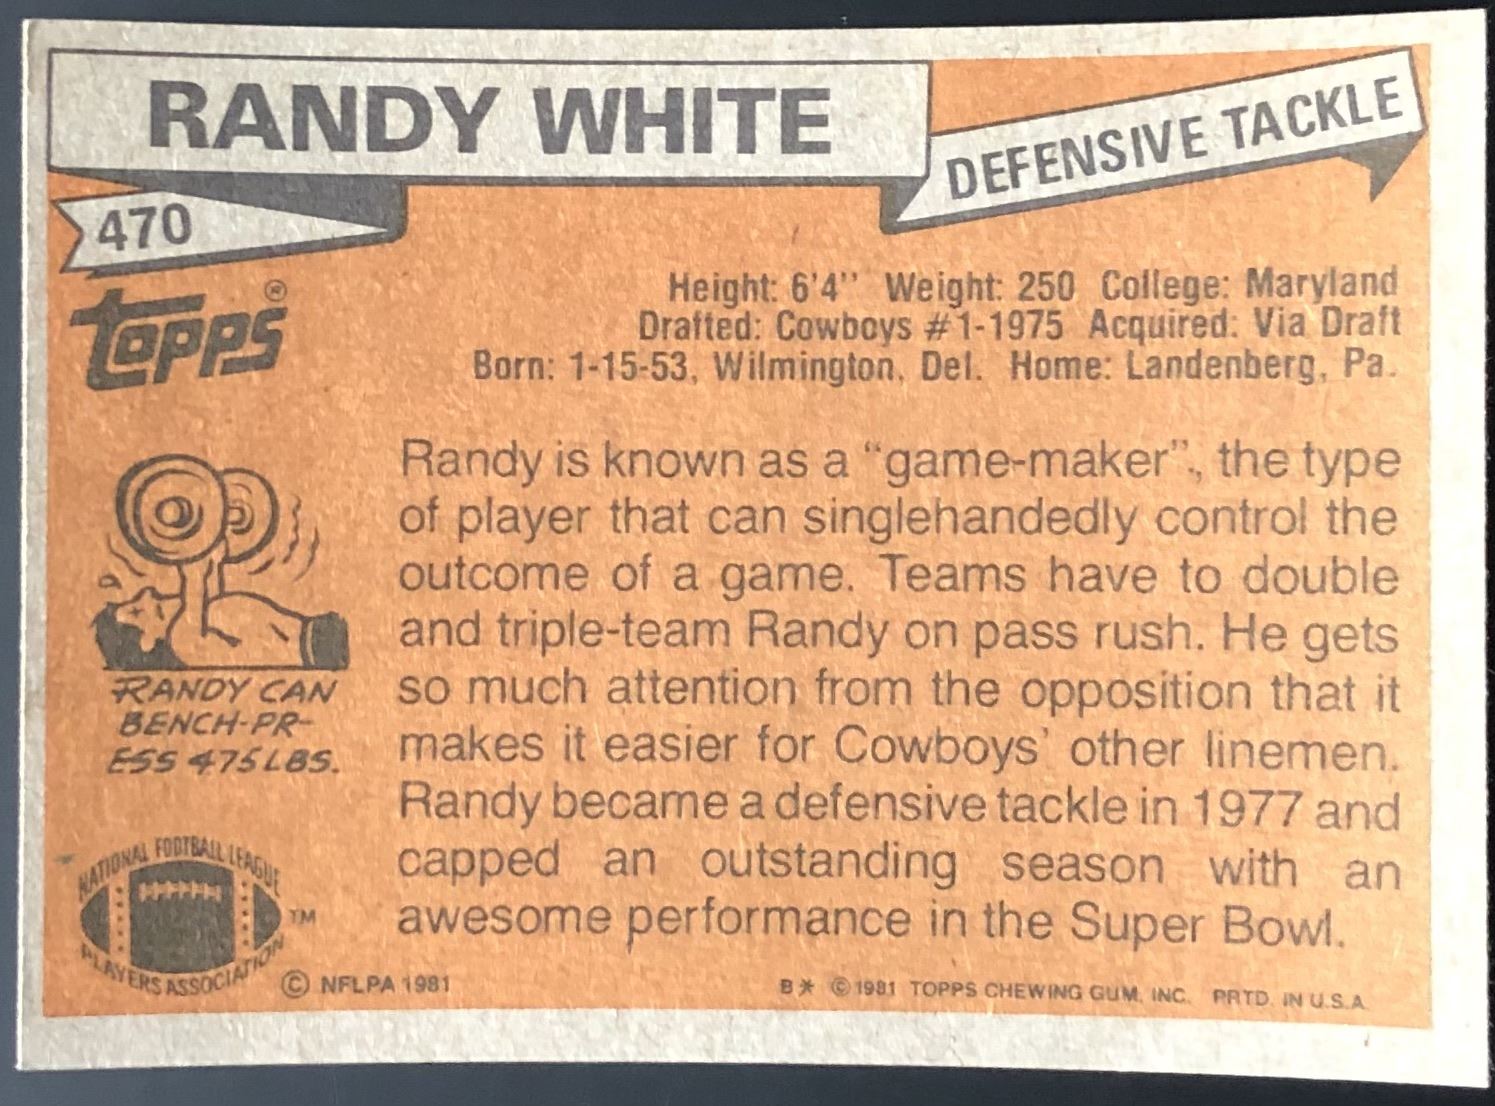 RANDY WHITE
DEFENSIVE TACKLE
470
TOPPS®
Height: 6'4" Weight: 250 College: Maryland
Drafted: Cowboys #1-1975 Acquired: Via Draft
Born: 1-15-53, Wilmington, Del. Home: Landenberg, Pa.
Randy is known as a “game-maker”, the type
of player that can singlehandedly control the
outcome of a game. Teams have to double
and triple-team Randy on pass rush. He gets
so much attention from the opposition that it
makes it easier for Cowboys' other linemen.
Randy became a defensive tackle in 1977 and
capped an outstanding season with an
awesome performance in the Super Bowl.
RANDY CAN
BENCH-PR-
ESS 475 LBS.
NATIONAL FOOTBALL LEAGUE
PLAYERS ASSOCIATION
TM
© NFLPA 1981
B* © 1981 TOPPS CHEWING GUM, INC. PRTD. IN U.S.A.